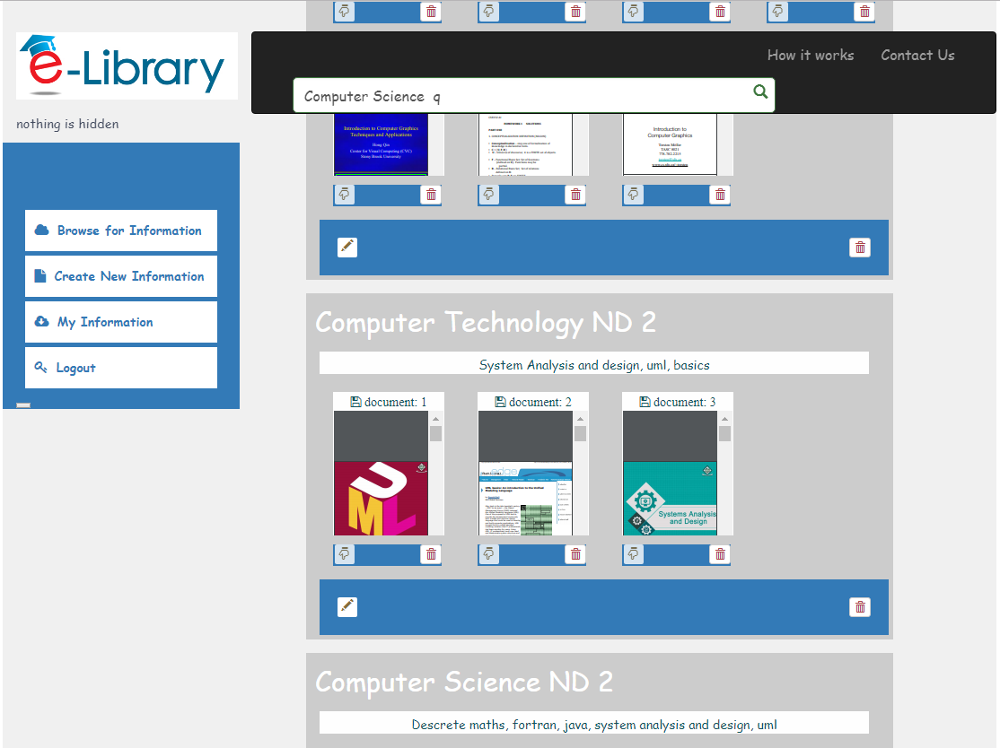 e-Library
How it works
Contact Us
Computer Science q
nothing is hidden
Browse for Information
Create New Information
My Information
Logout
Introduction to Computer Graphics
Techniques and Applications
Hong Qin
Center for Visual Computing (CVC)
Stony Brook University
Introduction to
Computer Graphics
Torsten Möller
TASC 8021
Computer Technology ND 2
System Analysis and design, uml, basics
document: 1
document: 2
document: 3
UML
edge
Systems Analysis
and Design
Computer Science ND 2
Descrete maths, fortran, java, system analysis and design, uml